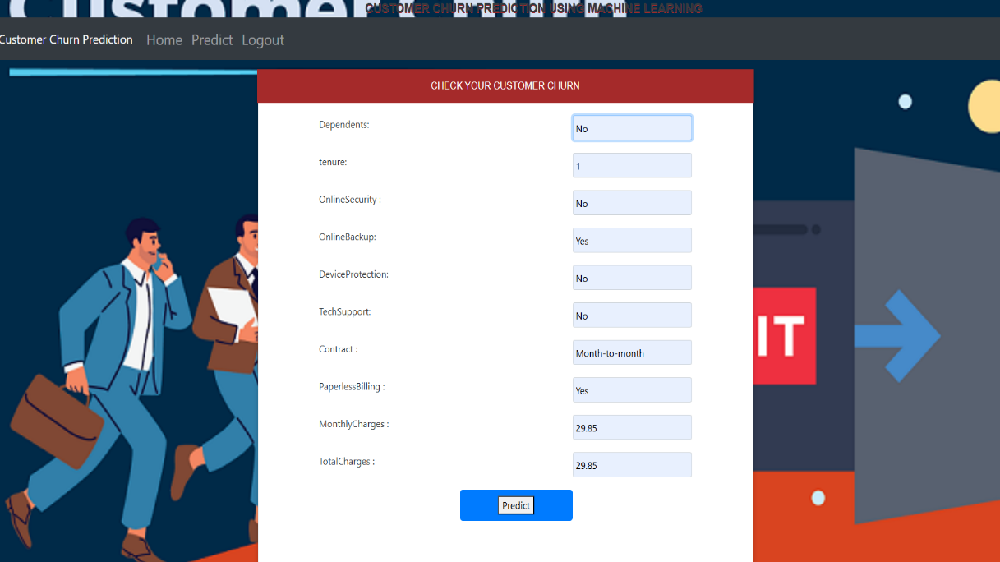 Customer
CUSTOMER CHURN PREDICTION USING MACHINE LEARNING
Customer Churn Prediction Home Predict Logout
CHECK YOUR CUSTOMER CHURN
Dependents: No
tenure: 1
OnlineSecurity : No
OnlineBackup: Yes
DeviceProtection: No
TechSupport: No
Contract : Month-to-month
PaperlessBilling : Yes
MonthlyCharges : 29.85
TotalCharges : 29.85
Predict
IT